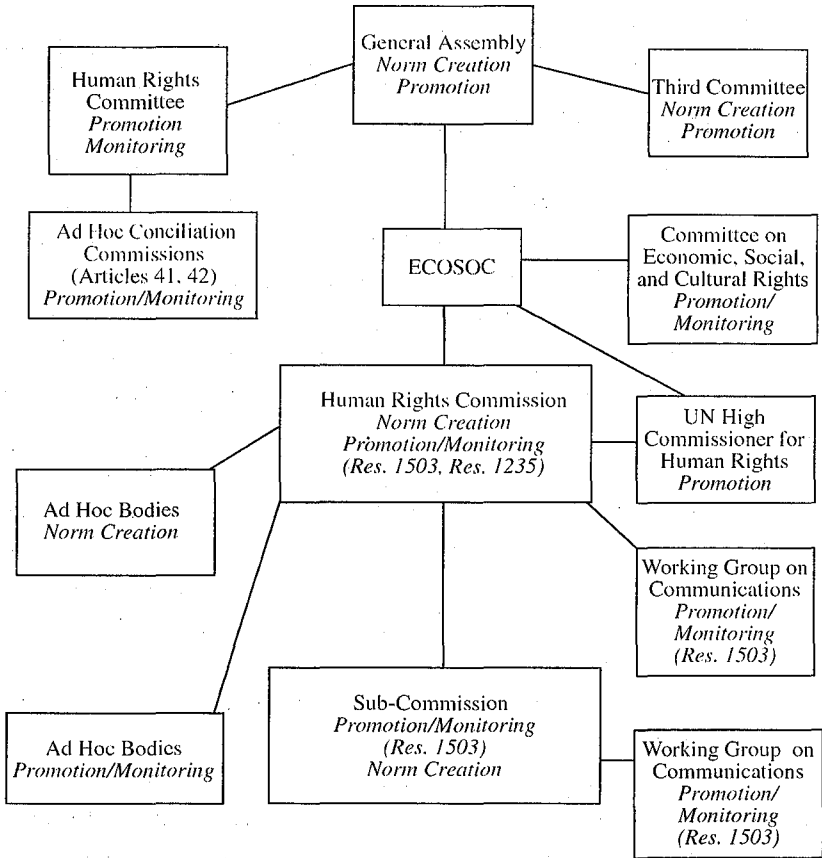 General Assembly
Norm Creation
Promotion
Human Rights
Committee
Promotion
Monitoring
Third Committee
Norm Creation
Promotion
Ad Hoc Conciliation
Commissions
(Articles 41, 42)
Promotion/Monitoring
ECOSOC
Committee on
Economic, Social,
and Cultural Rights
Promotion/
Monitoring
Human Rights Commission
Norm Creation
Promotion/Monitoring
(Res. 1503, Res. 1235)
UN High
Commissioner for
Human Rights
Promotion
Ad Hoc Bodies
Norm Creation
Working Group on
Communications
Promotion/
Monitoring
(Res. 1503)
Sub-Commission
Promotion/Monitoring
(Res. 1503)
Norm Creation
Ad Hoc Bodies
Promotion/Monitoring
Working Group on
Communications
Promotion/
Monitoring
(Res. 1503)